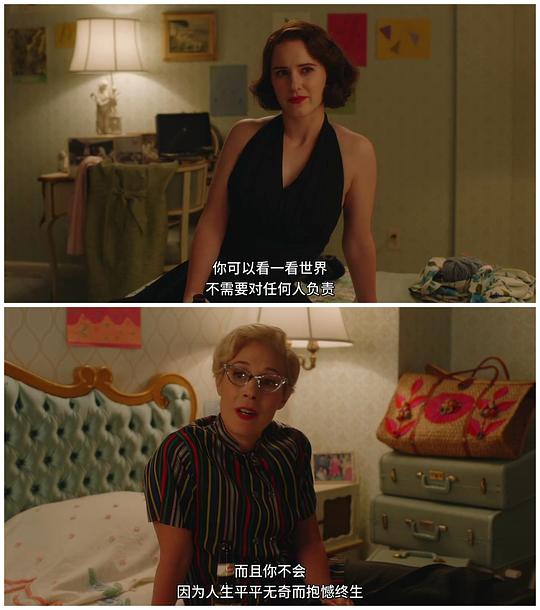 你可以看一看世界
不需要对任何人负责
而且你不会
因为人生平平无奇而抱憾终生